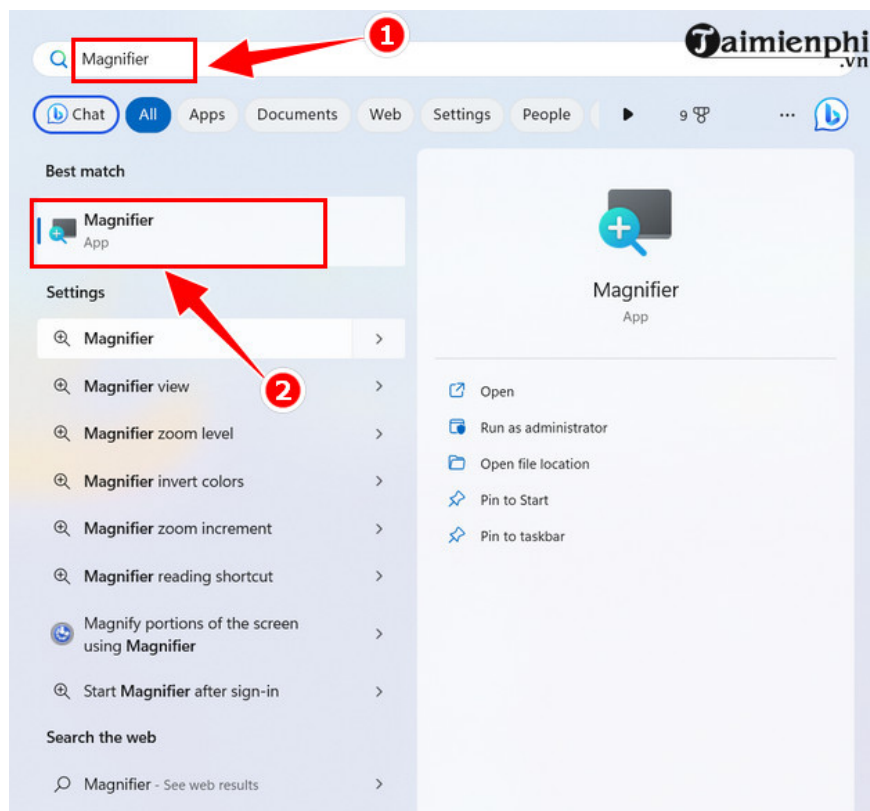 1
Taimienphi
.vn
Magnifier
Chat All Apps Documents Web Settings People 9 ...
Best match
Magnifier
App
Settings
Magnifier
Magnifier view
2
Magnifier zoom level
Magnifier invert colors
Magnifier zoom increment
Magnifier reading shortcut
Magnify portions of the screen
using Magnifier
Start Magnifier after sign-in
Search the web
Magnifier - See web results
Magnifier
App
Open
Run as administrator
Open file location
Pin to Start
Pin to taskbar